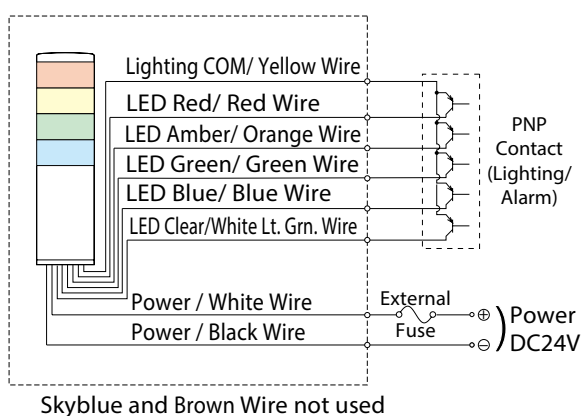 Lighting COM/ Yellow Wire
LED Red/ Red Wire
LED Amber/ Orange Wire
LED Green/ Green Wire
LED Blue/ Blue Wire
LED Clear/White Lt. Grn. Wire
PNP
Contact
(Lighting/
Alarm)
Power / White Wire
External
Fuse
⊕
Power / Black Wire
⊖
Power
DC24V
Skyblue and Brown Wire not used